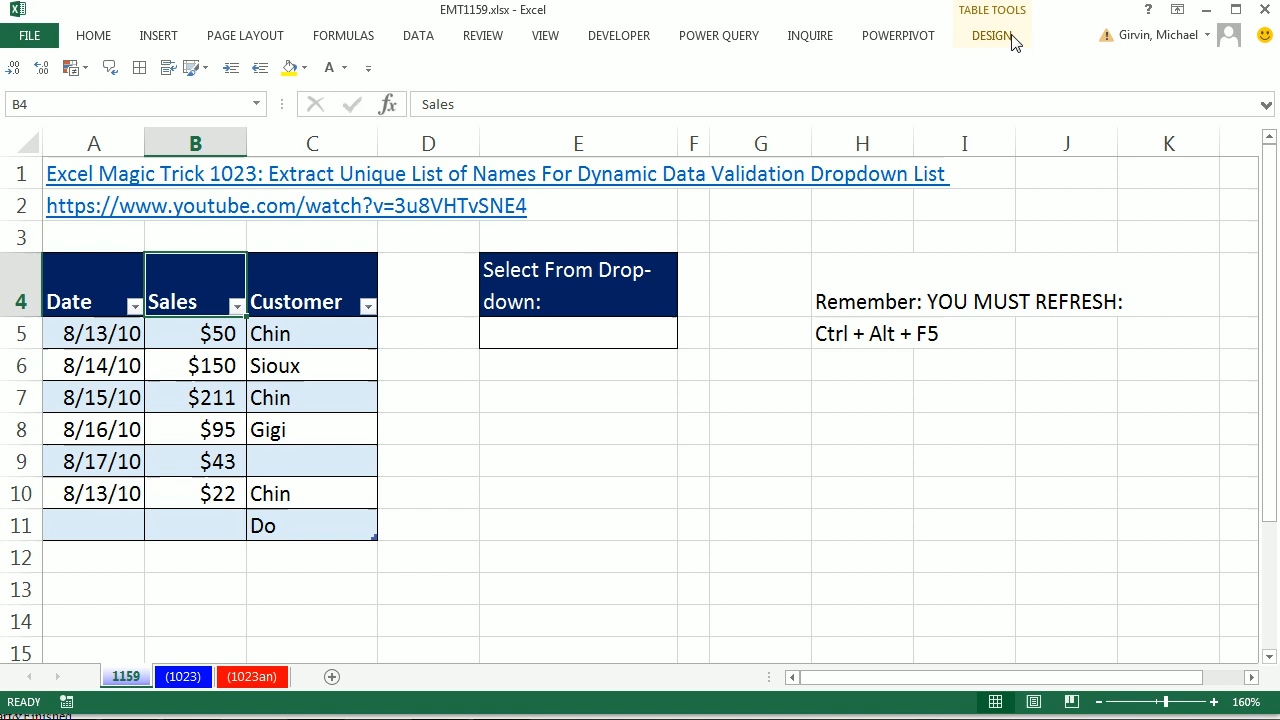 EMT1159.xlsx - Excel
TABLE TOOLS
?
FILE HOME INSERT PAGE LAYOUT FORMULAS DATA REVIEW VIEW DEVELOPER POWER QUERY INQUIRE POWERPIVOT DESIGN Girvin, Michael
B4 fx Sales
A B C D E F G H I J K
1 Excel Magic Trick 1023: Extract Unique List of Names For Dynamic Data Validation Dropdown List
2 https://www.youtube.com/watch?v=3u8VHTvSNE4
3
Select From Drop-
4 Date Sales Customer down: Remember: YOU MUST REFRESH:
5 8/13/10 $50 Chin Ctrl + Alt + F5
6 8/14/10 $150 Sioux
7 8/15/10 $211 Chin
8 8/16/10 $95 Gigi
9 8/17/10 $43
10 8/13/10 $22 Chin
11 Do
12
13
14
15
1159 (1023) (1023an)
READY 160%